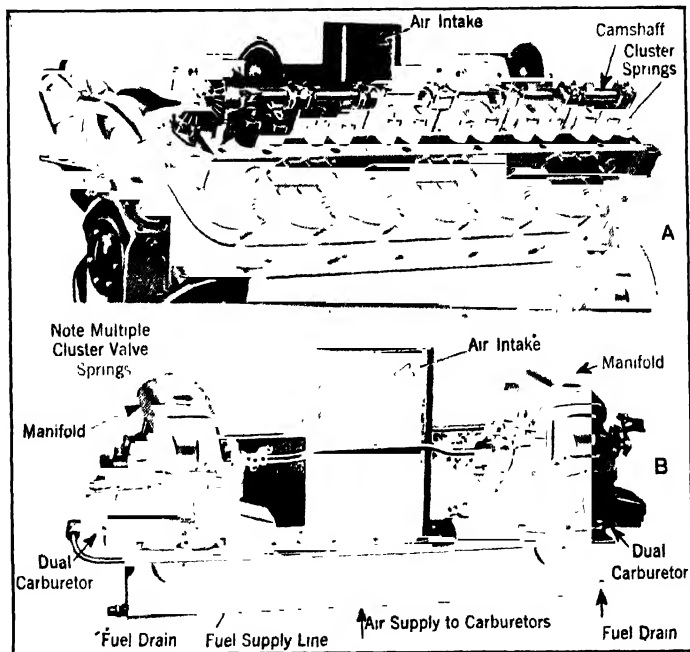 Air Intake
Camshaft
Cluster
Springs
A
Note Multiple
Cluster Valve
Springs
Air Intake
Manifold
Manifold
B
Dual
Carburetor
Dual
Carburetor
Fuel Drain
Fuel Supply Line
Air Supply to Carburetors
Fuel Drain